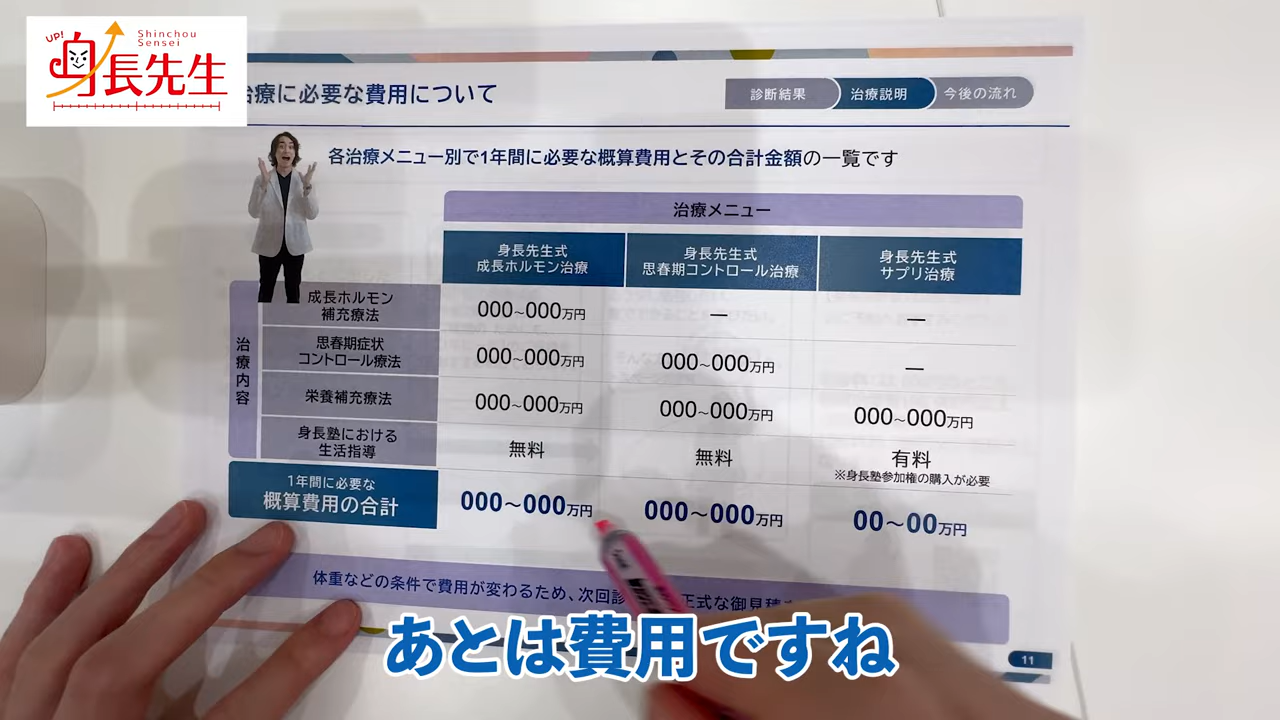 UP!
Shinchou
Sensei
身長先生
治療に必要な費用について
診断結果 治療説明 今後の流れ
各治療メニュー別で1年間に必要な概算費用とその合計金額の一覧です
治療メニュー
身長先生式
成長ホルモン治療
身長先生式
思春期コントロール治療
身長先生式
サプリ治療
治療内容
成長ホルモン
補充療法
000~000万円
—
—
思春期症状
コントロール療法
000~000万円
000~000万円
—
栄養補充療法
000~000万円
000~000万円
000~000万円
身長塾における
生活指導
無料
無料
有料
※身長塾参加権の購入が必要
1年間に必要な
概算費用の合計
000~000万円
000~000万円
00~00万円
体重などの条件で費用が変わるため、次回診 正式な御見積
あとは費用ですね
11